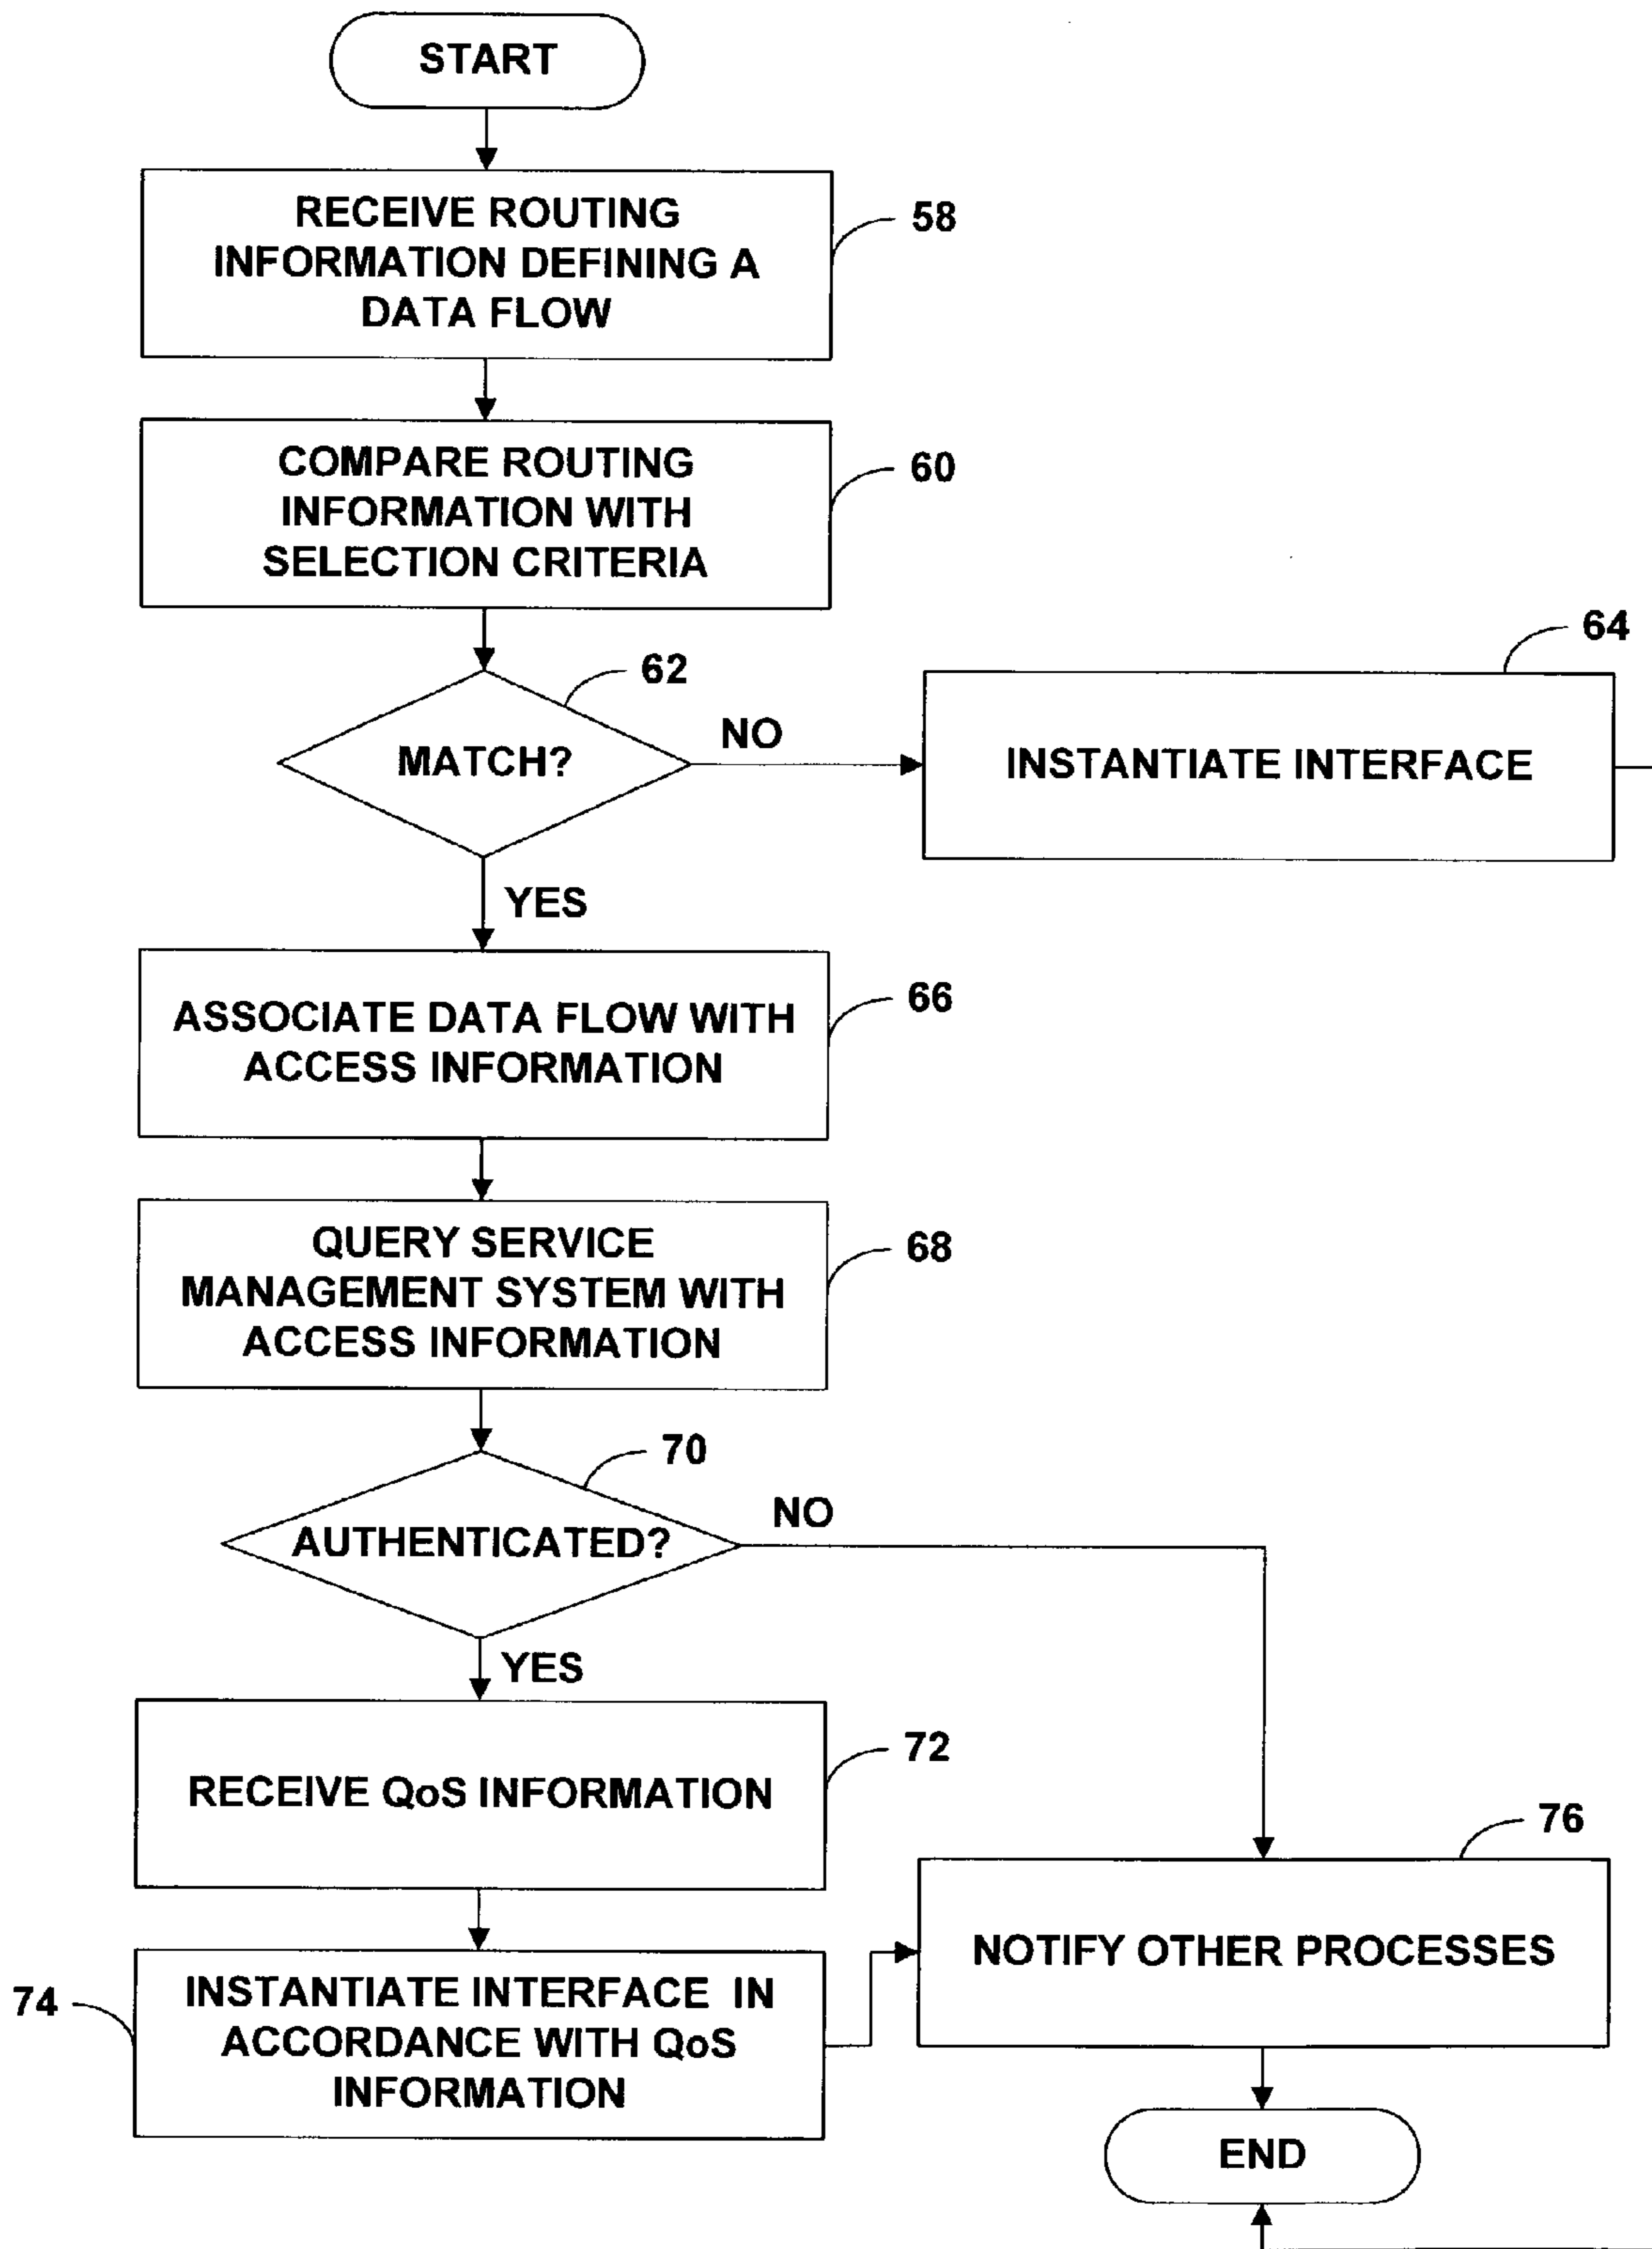 START
RECEIVE ROUTING
INFORMATION DEFINING A
DATA FLOW
58
COMPARE ROUTING
INFORMATION WITH
SELECTION CRITERIA
60
62
MATCH?
NO
64
INSTANTIATE INTERFACE
YES
ASSOCIATE DATA FLOW WITH
ACCESS INFORMATION
66
QUERY SERVICE
MANAGEMENT SYSTEM WITH
ACCESS INFORMATION
68
70
AUTHENTICATED?
NO
YES
RECEIVE QoS INFORMATION
72
74
INSTANTIATE INTERFACE IN
ACCORDANCE WITH QoS
INFORMATION
76
NOTIFY OTHER PROCESSES
END